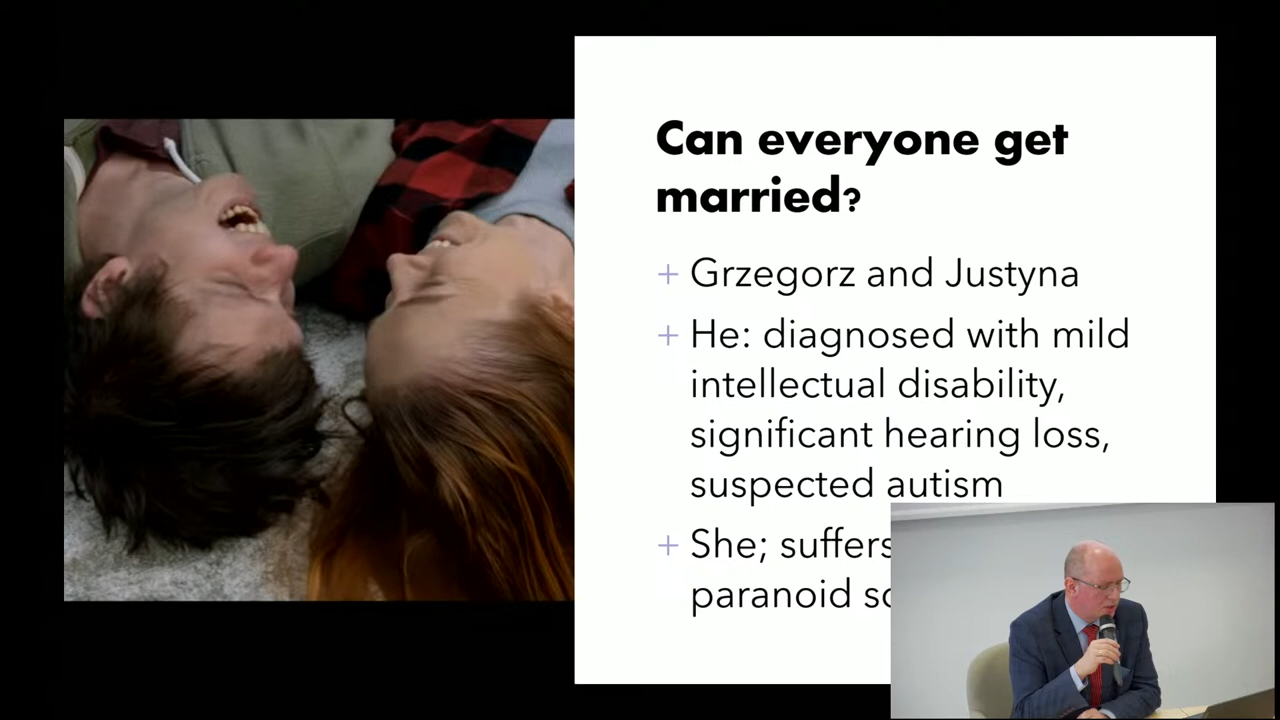 Can everyone get
married?
+ Grzegorz and Justyna
+ He: diagnosed with mild
intellectual disability,
significant hearing loss,
suspected autism
+ She; suffers
paranoid